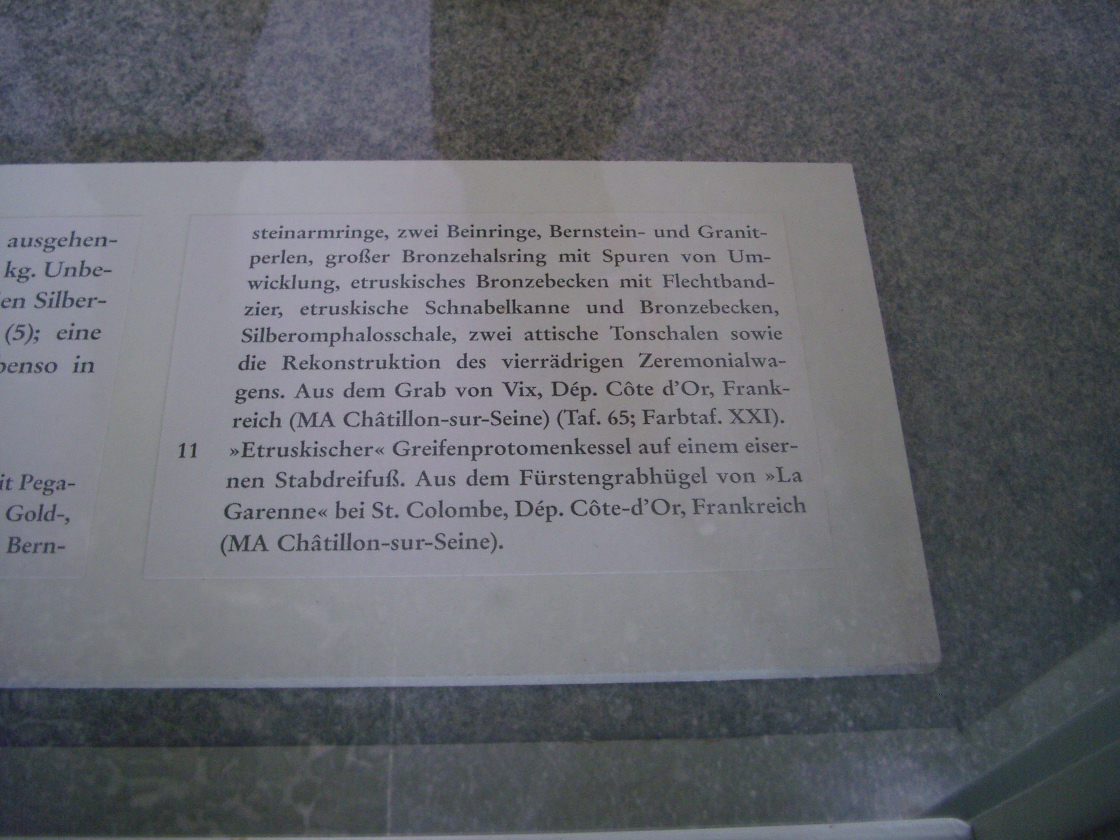 ausgehen-
kg. Unbe-
Silber-
(5); eine
in
Pega-
Gold-,
Bern-
steinarmringe, zwei Beinringe, Bernstein- und Granit-
perlen, großer Bronzehalsring mit Spuren von Um-
wicklung, etruskisches Bronzebecken mit Flechtband-
zier, etruskische Schnabelkanne und Bronzebecken,
Silberomphalosschale, zwei attische Tonschalen sowie
die Rekonstruktion des vierrädrigen Zeremonialwa-
gens. Aus dem Grab von Vix, Dép. Côte d'Or, Frank-
reich (MA Châtillon-sur-Seine) (Taf. 65; Farbtaf. XXI).
11 »Etruskischer« Greifenprotomenkessel auf einem eiser-
nen Stabdreifuß. Aus dem Fürstengrabhügel von »La
Garenne« bei St. Colombe, Dép. Côte-d'Or, Frankreich
(MA Châtillon-sur-Seine).